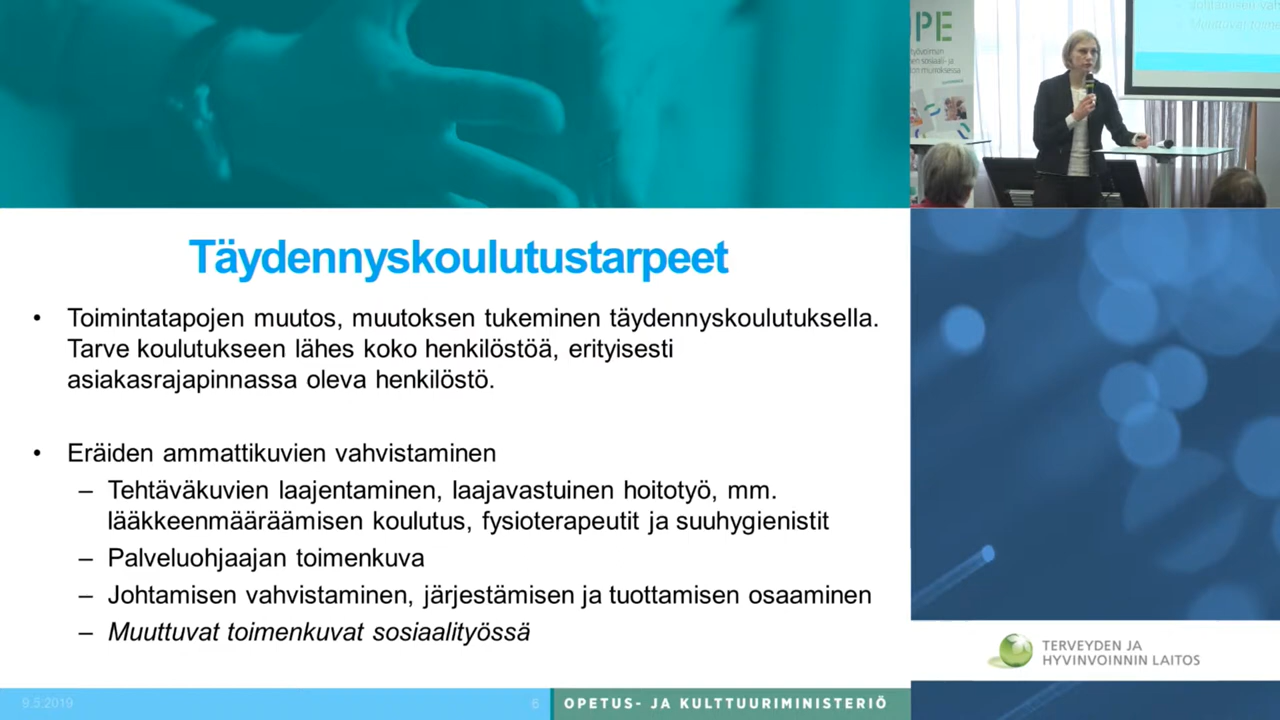 Täydennyskoulutustarpeet
• Toimintatapojen muutos, muutoksen tukeminen täydennyskoulutuksella.
Tarve koulutukseen lähes koko henkilöstöä, erityisesti
asiakasrajapinnassa oleva henkilöstö.
• Eräiden ammattikuvien vahvistaminen
– Tehtäväkuvien laajentaminen, laajavastuinen hoitotyö, mm.
lääkkeenmääräämisen koulutus, fysioterapeutit ja suuhygienistit
– Palveluohjaajan toimenkuva
– Johtamisen vahvistaminen, järjestämisen ja tuottamisen osaaminen
– Muuttuvat toimenkuvat sosiaalityössä
9.5.2019
OPETUS- JA KULTTUURIMINISTERIÖ
OPE
TERVEYDEN JA
HYVINVOINNIN LAITOS